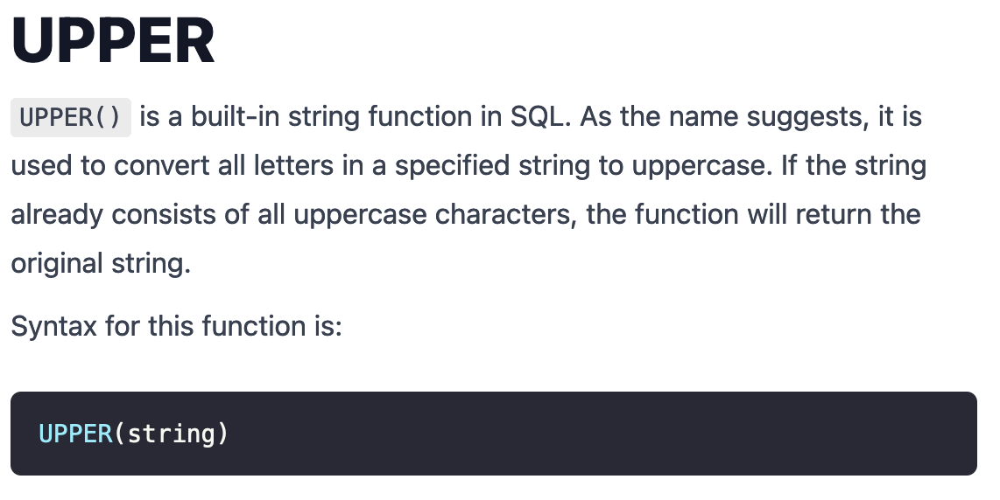 UPPER
UPPER() is a built-in string function in SQL. As the name suggests, it is
used to convert all letters in a specified string to uppercase. If the string
already consists of all uppercase characters, the function will return the
original string.
Syntax for this function is:
UPPER(string)